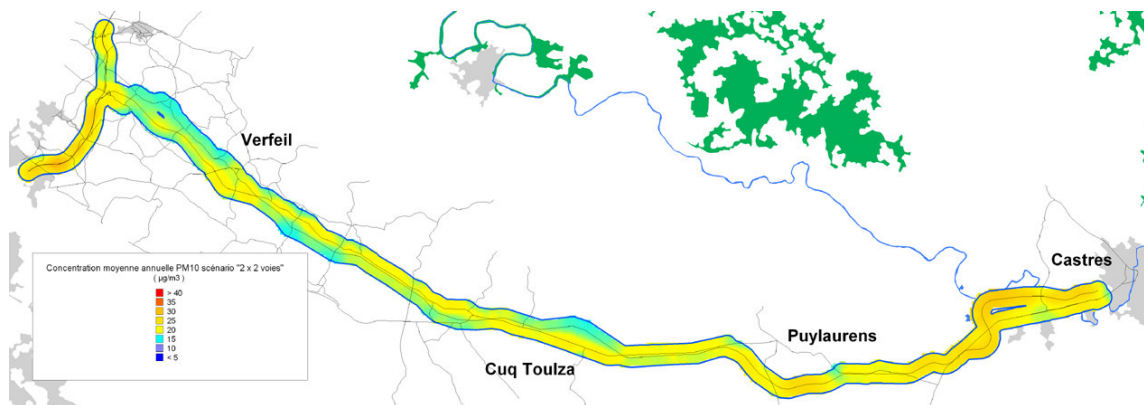 Verfeil
Castres
Concentration moyenne annuelle PM10 scénario "2 x 2 voies"
( µg/m3 )
> 40
35
30
25
20
15
10
< 5
Puylaurens
Cuq Toulza